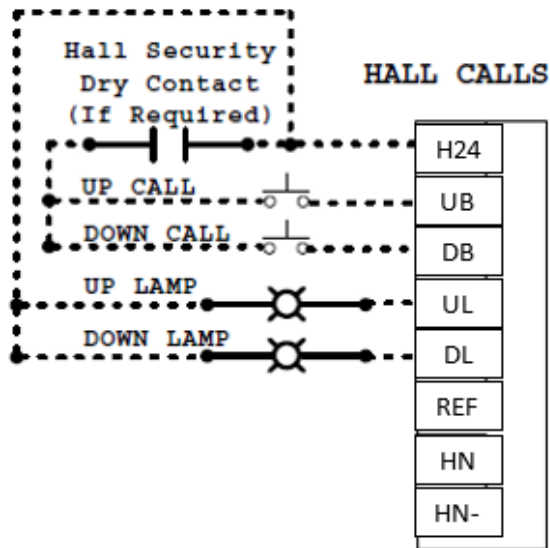 Hall Security
Dry Contact
(If Required)
HALL CALLS
H24
UP CALL
UB
DOWN CALL
DB
UP LAMP
UL
DOWN LAMP
DL
REF
HN
HN-